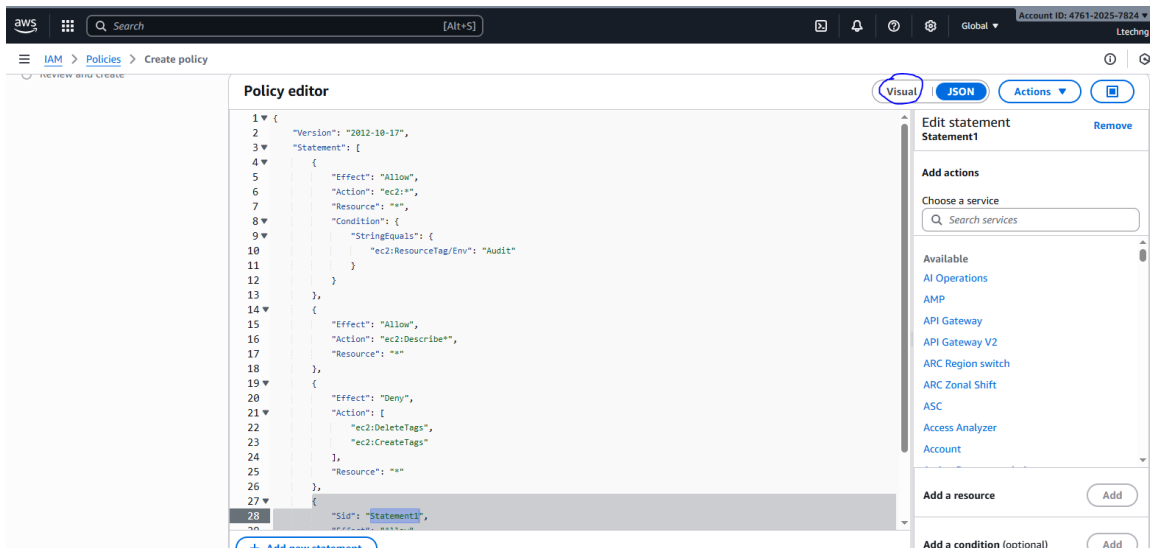 aws
Search
[Alt+S]
Global
Account ID: 4761-2025-7824
Ltechng
IAM > Policies > Create policy
Review and create
Policy editor
Visual
JSON
Actions
1 {
2 "Version": "2012-10-17",
3 "Statement": [
4 {
5 "Effect": "Allow",
6 "Action": "ec2:*",
7 "Resource": "*",
8 "Condition": {
9 "StringEquals": {
10 "ec2:ResourceTag/Env": "Audit"
11 }
12 }
13 },
14 {
15 "Effect": "Allow",
16 "Action": "ec2:Describe*",
17 "Resource": "*"
18 },
19 {
20 "Effect": "Deny",
21 "Action": [
22 "ec2:DeleteTags",
23 "ec2:CreateTags"
24 ],
25 "Resource": "*"
26 },
27 {
28 "Sid": "Statement1",
+ Add new statement
Edit statement
Remove
Statement1
Add actions
Choose a service
Search services
Available
AI Operations
AMP
API Gateway
API Gateway V2
ARC Region switch
ARC Zonal Shift
ASC
Access Analyzer
Account
Add a resource
Add
Add a condition (optional)
Add